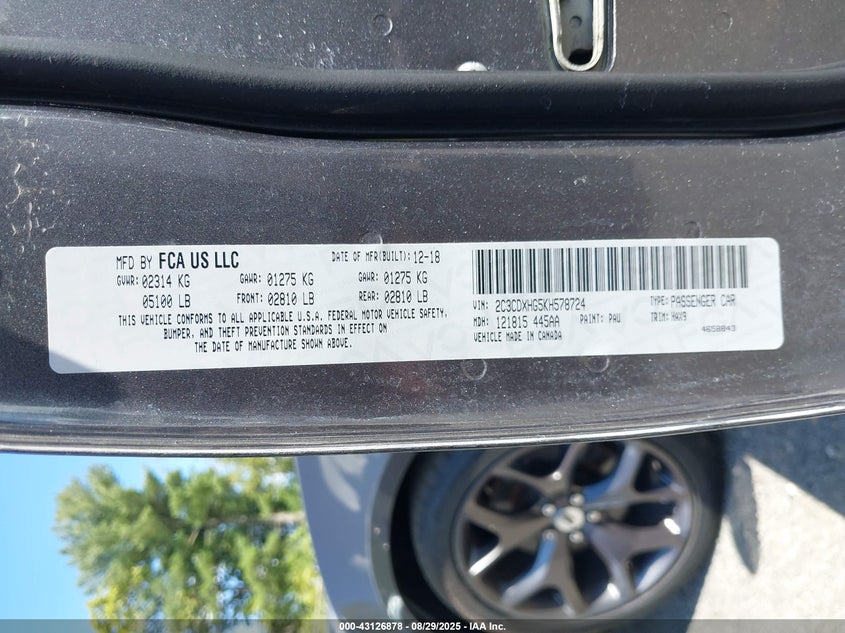 MFD BY FCA US LLC
DATE OF MFR(BUILT): 12-18
GVWR: 02314 KG
GAWR: 01275 KG
GAWR: 01275 KG
05100 LB
FRONT: 02810 LB
REAR: 02810 LB
THIS VEHICLE CONFORMS TO ALL APPLICABLE U.S.A. FEDERAL MOTOR VEHICLE SAFETY,
BUMPER, AND THEFT PREVENTION STANDARDS IN EFFECT ON
THE DATE OF MANUFACTURE SHOWN ABOVE.
VIN: 2C3CDXHG5KH578724
TYPE: PASSENGER CAR
MDH: 121815 445AA
PAINT: PAU
TRIM: HAX9
VEHICLE MADE IN CANADA
4658843
000-43126878 - 08/29/2025 - IAA Inc.